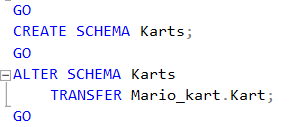 GO
CREATE SCHEMA Karts;
GO
ALTER SCHEMA Karts
TRANSFER Mario_kart.Kart;
GO